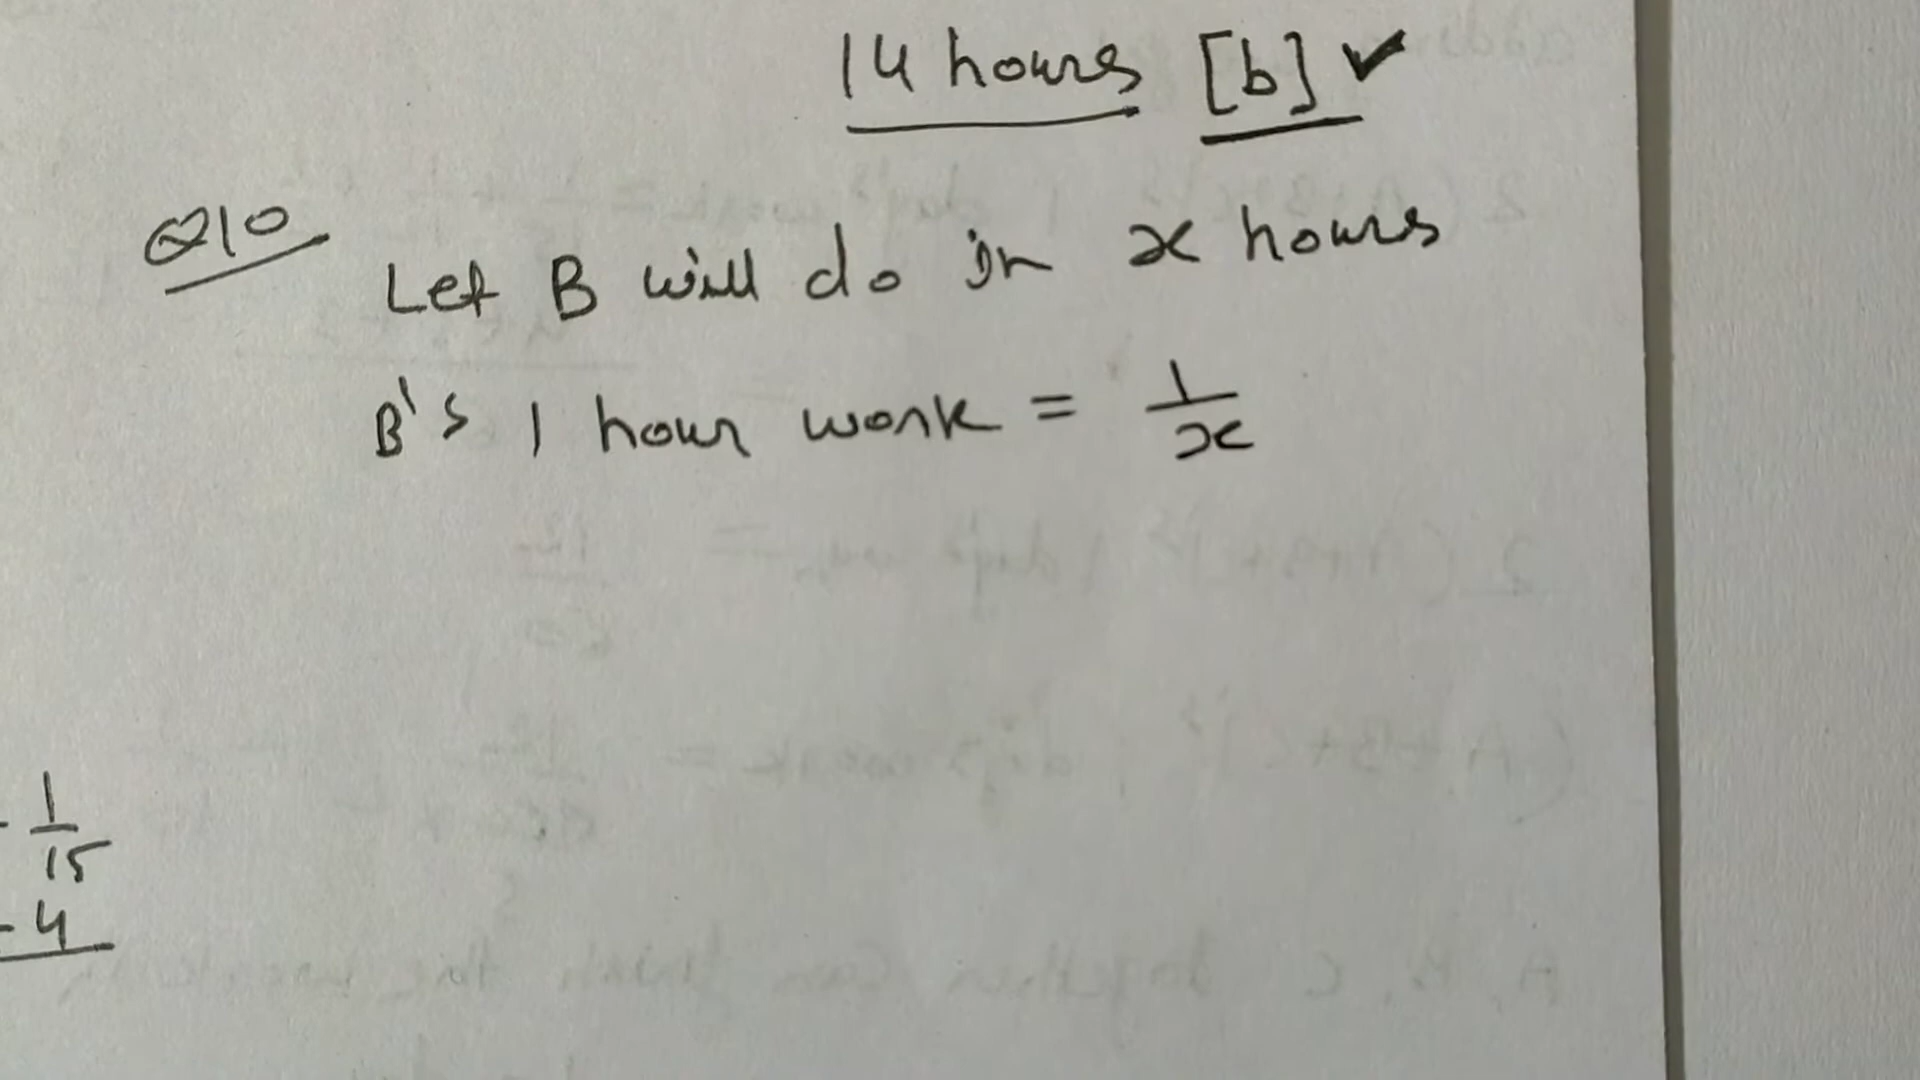 14 hours [b] ✔
Q10
Let B will do in x hours
B's 1 hour work = 1/x
- 1/15
- 4